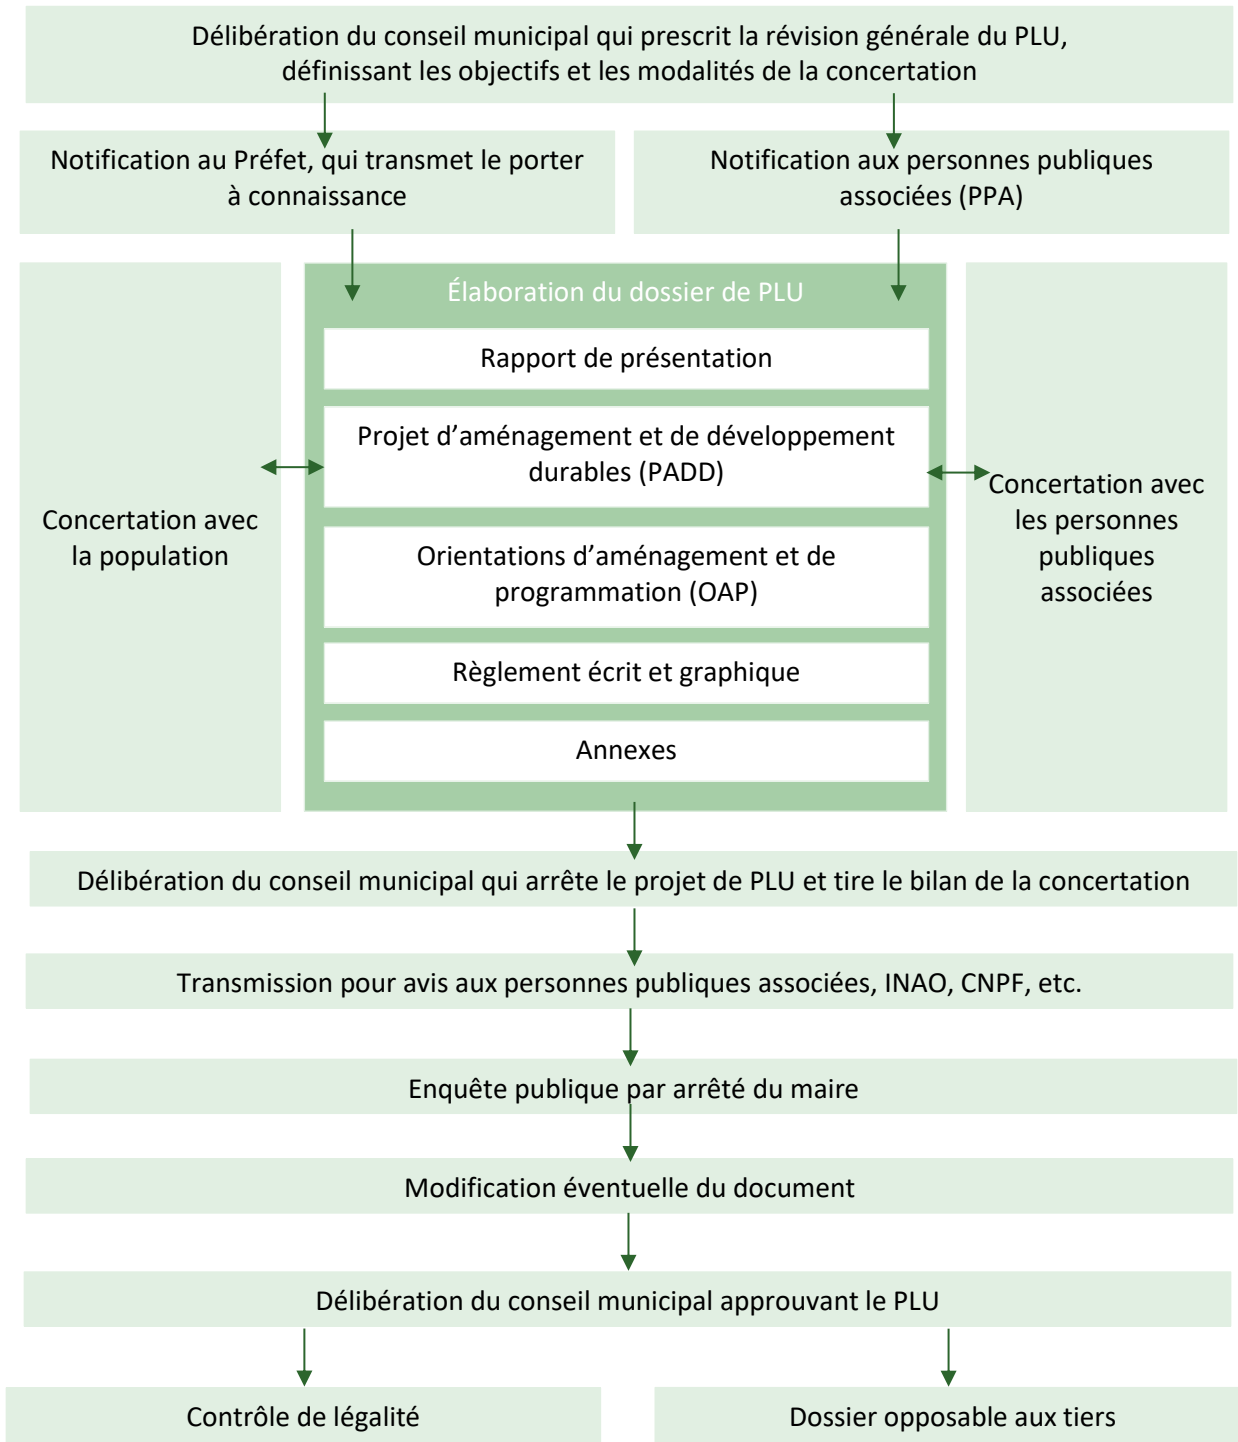 Délibération du conseil municipal qui prescrit la révision générale du PLU,
définissant les objectifs et les modalités de la concertation
Notification au Préfet, qui transmet le porter
à connaissance
Notification aux personnes publiques
associées (PPA)
Élaboration du dossier de PLU
Rapport de présentation
Projet d’aménagement et de développement
durables (PADD)
Orientations d’aménagement et de
programmation (OAP)
Règlement écrit et graphique
Annexes
Concertation avec
la population
Concertation avec
les personnes
publiques
associées
Délibération du conseil municipal qui arrête le projet de PLU et tire le bilan de la concertation
Transmission pour avis aux personnes publiques associées, INAO, CNPF, etc.
Enquête publique par arrêté du maire
Modification éventuelle du document
Délibération du conseil municipal approuvant le PLU
Contrôle de légalité
Dossier opposable aux tiers